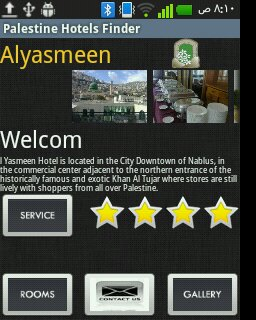 ٨:١٠ ص
Palestine Hotels Finder
Alyasmeen
Welcom
l Yasmeen Hotel is located in the City Downtown of Nablus, in
the commercial center adjacent to the northern entrance of the
historically famous and exotic Khan Al Tujar where stores are still
lively with shoppers from all over Palestine.
SERVICE
ROOMS
CONTACT US
GALLERY